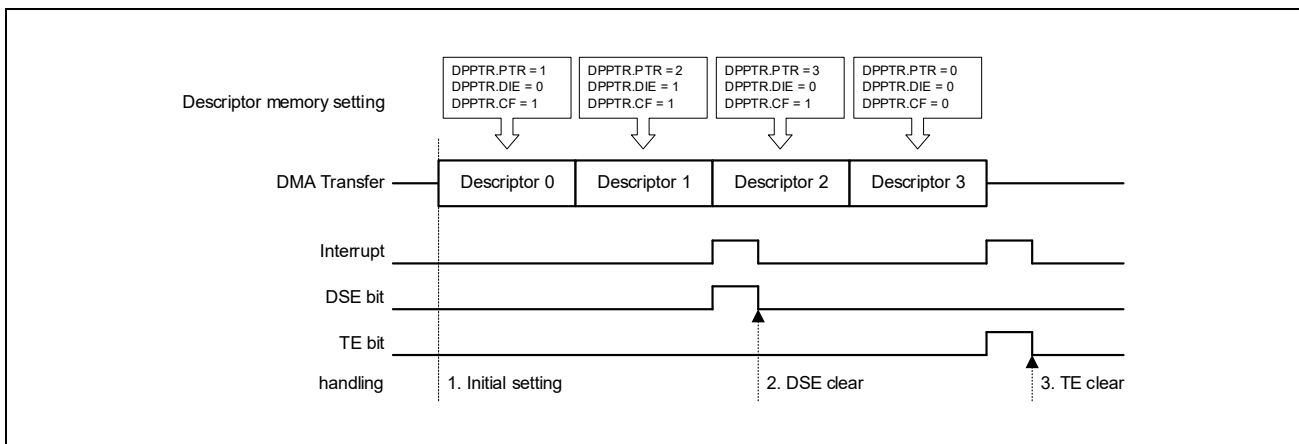 DPPTR.PTR = 1
DPPTR.DIE = 0
DPPTR.CF = 1
DPPTR.PTR = 2
DPPTR.DIE = 1
DPPTR.CF = 1
DPPTR.PTR = 3
DPPTR.DIE = 0
DPPTR.CF = 1
DPPTR.PTR = 0
DPPTR.DIE = 0
DPPTR.CF = 0
Descriptor memory setting
DMA Transfer
Descriptor 0
Descriptor 1
Descriptor 2
Descriptor 3
Interrupt
DSE bit
TE bit
handling
1. Initial setting
2. DSE clear
3. TE clear